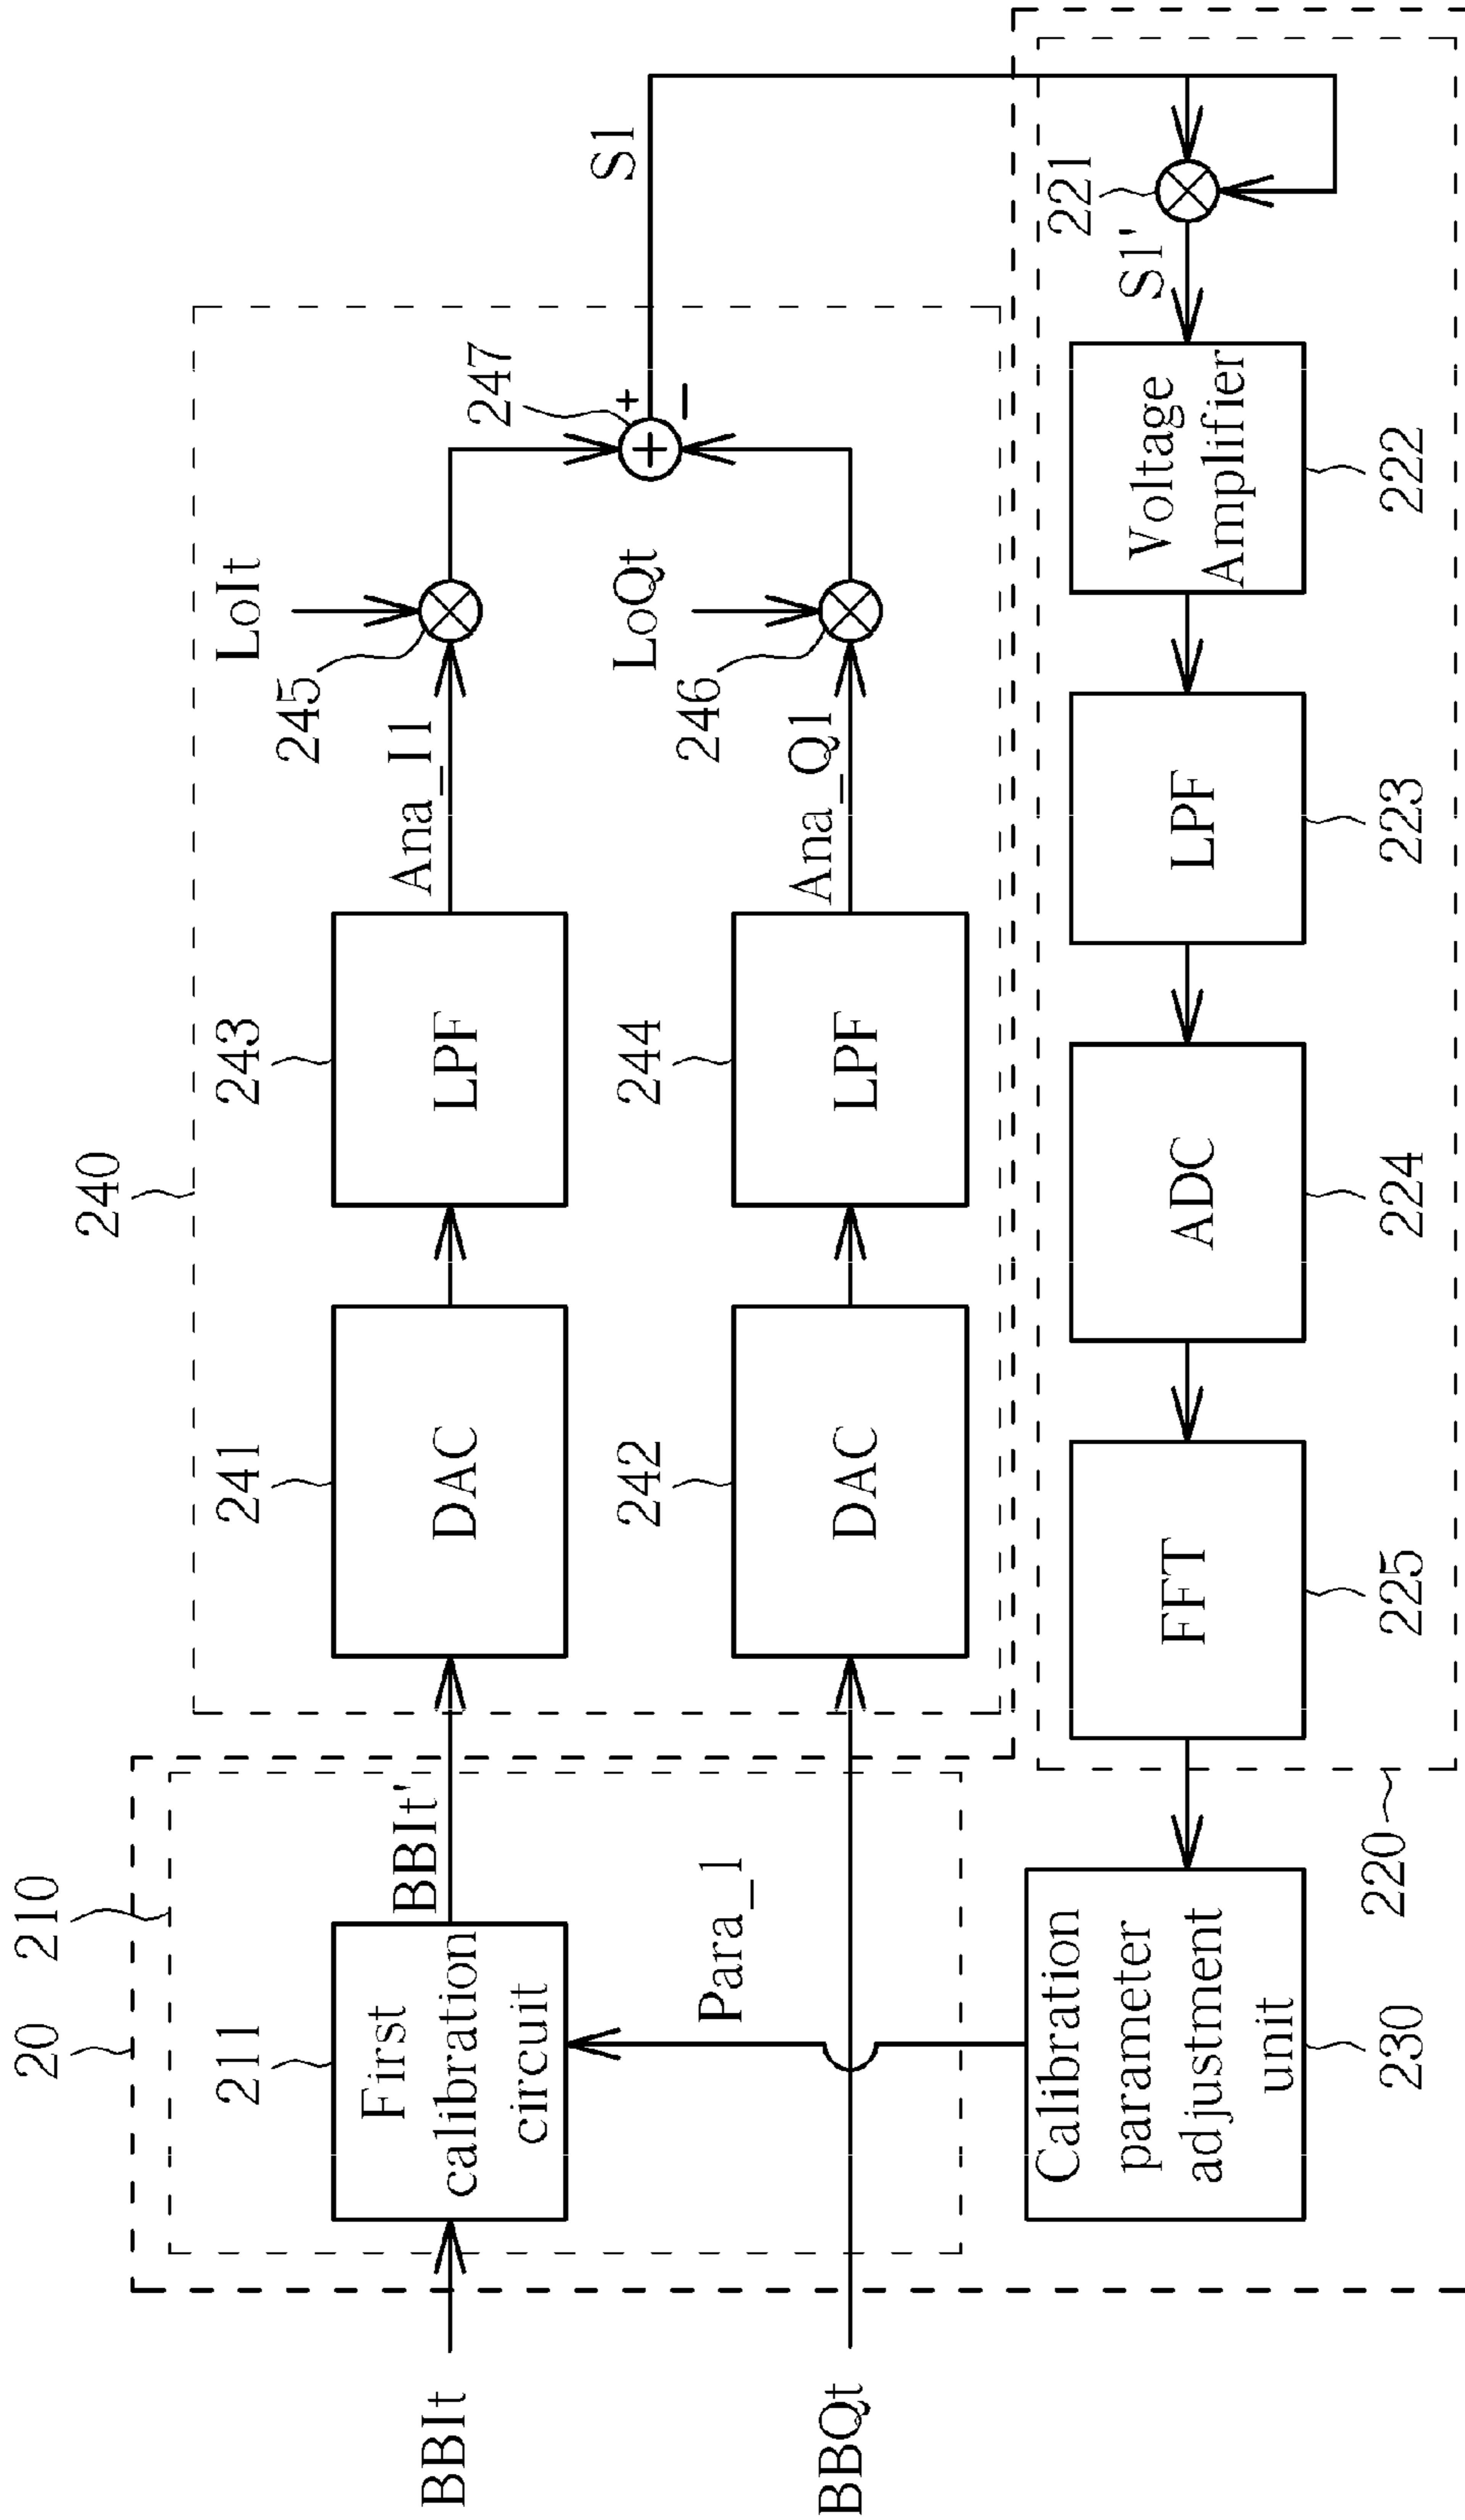 20
210
240
BBIt
211
First
calibration
circuit
BBIt'
241
DAC
243
LPF
Ana_I1
245
LoIt
247
+
−
S1
BBQt
Para_1
242
DAC
244
LPF
Ana_Q1
246
LoQt
Calibration
parameter
adjustment
unit
230
220
FFT
225
ADC
224
LPF
223
Voltage
Amplifier
222
S1'
221